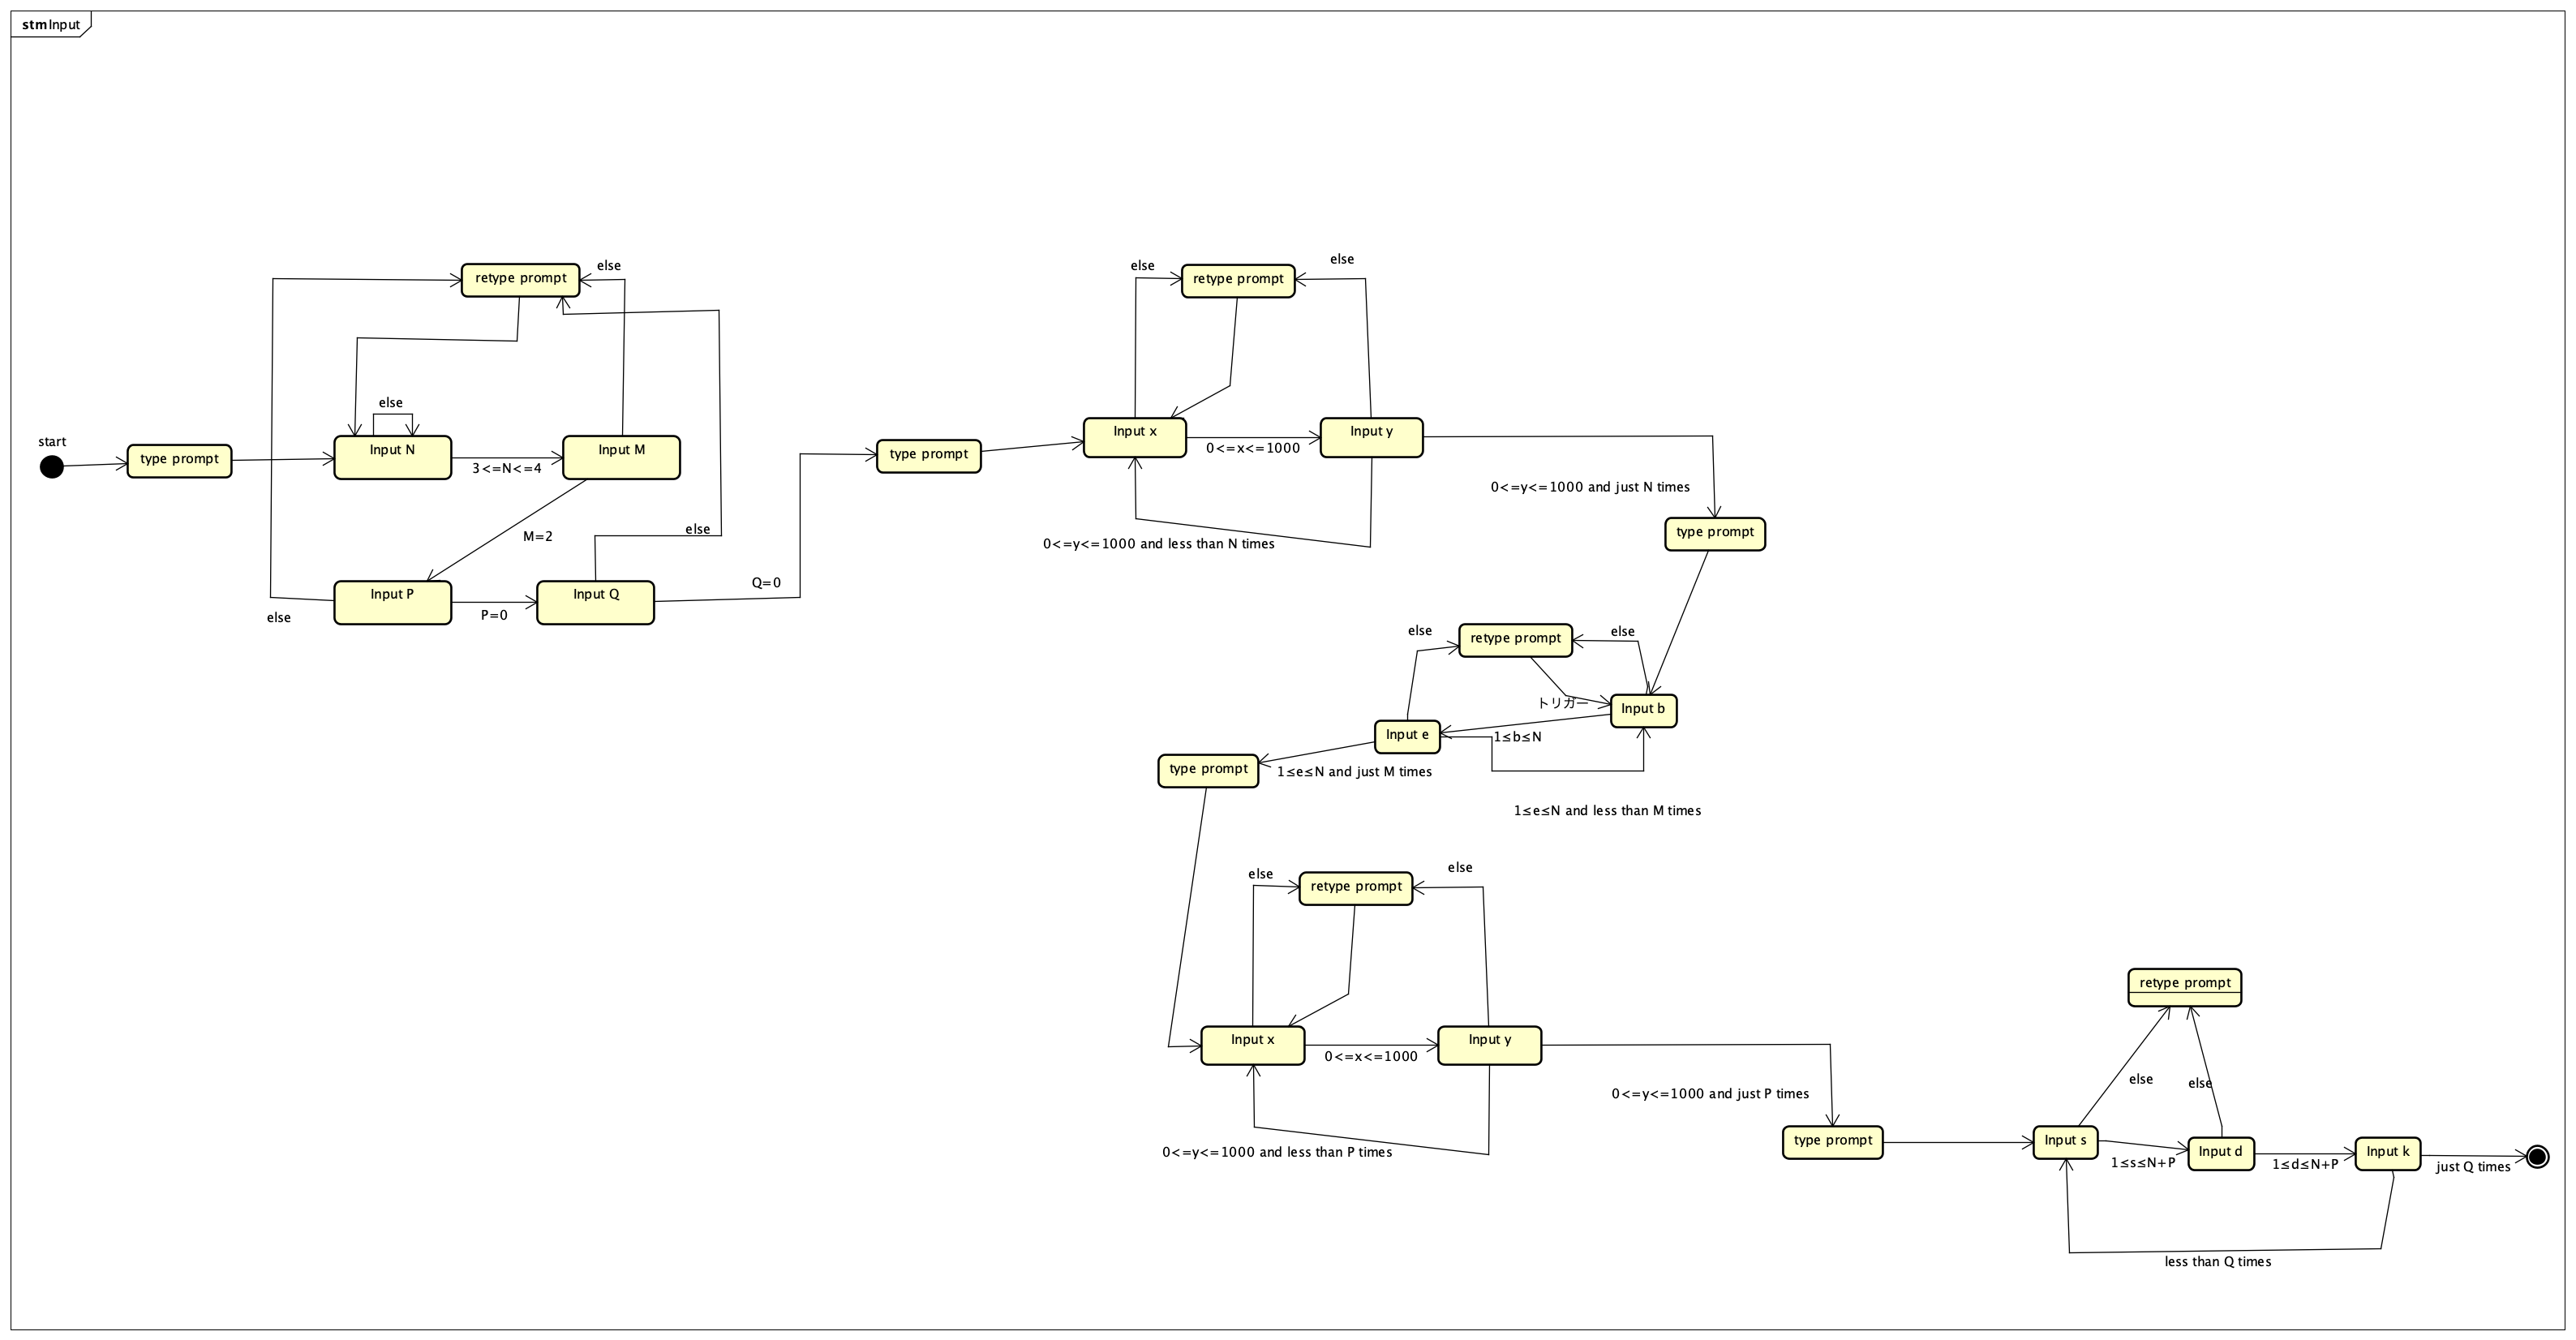 stm Input
retype prompt
else
else
start
type prompt
Input N
3<=N<=4
Input M
M=2
else
Input P
else
P=0
Input Q
Q=0
type prompt
else
retype prompt
else
Input x
0<=x<=1000
Input y
0<=y<=1000 and less than N times
0<=y<=1000 and just N times
type prompt
else
retype prompt
else
トリガー
Input b
Input e
1≤b≤N
type prompt
1≤e≤N and just M times
1≤e≤N and less than M times
else
retype prompt
else
Input x
0<=x<=1000
Input y
0<=y<=1000 and less than P times
0<=y<=1000 and just P times
type prompt
retype prompt
else
else
Input s
1≤s≤N+P
Input d
1≤d≤N+P
Input k
just Q times
less than Q times